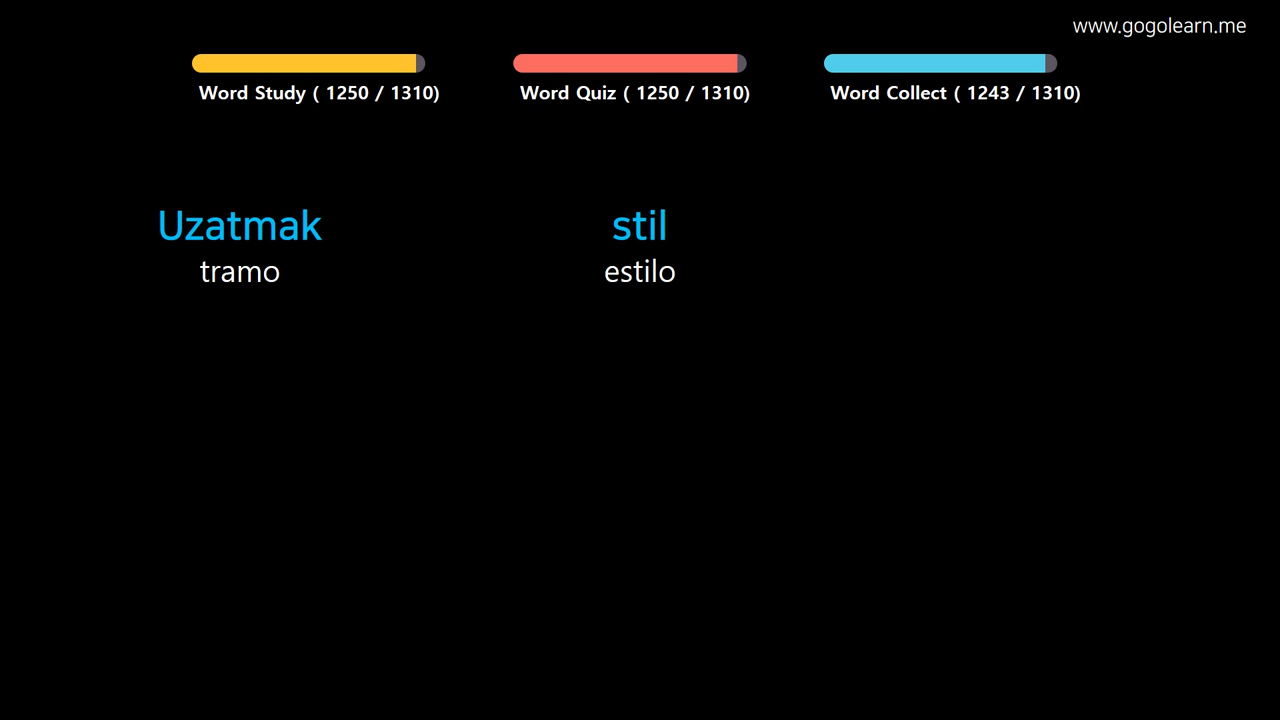 www.gogolearn.me
Word Study ( 1250 / 1310)
Word Quiz ( 1250 / 1310)
Word Collect ( 1243 / 1310)
Uzatmak
tramo
stil
estilo